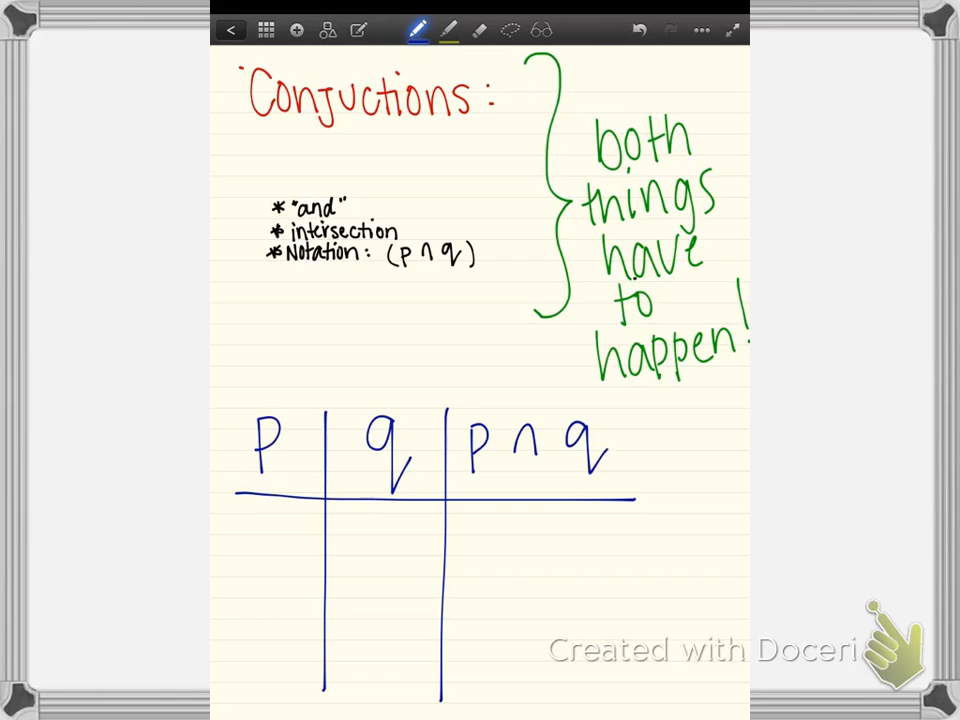 Conjuctions:
* "and"
* intersection
* Notation: (p ∩ q)
both
things
have
to
happen!
p q p ∩ q
Created with Doceri